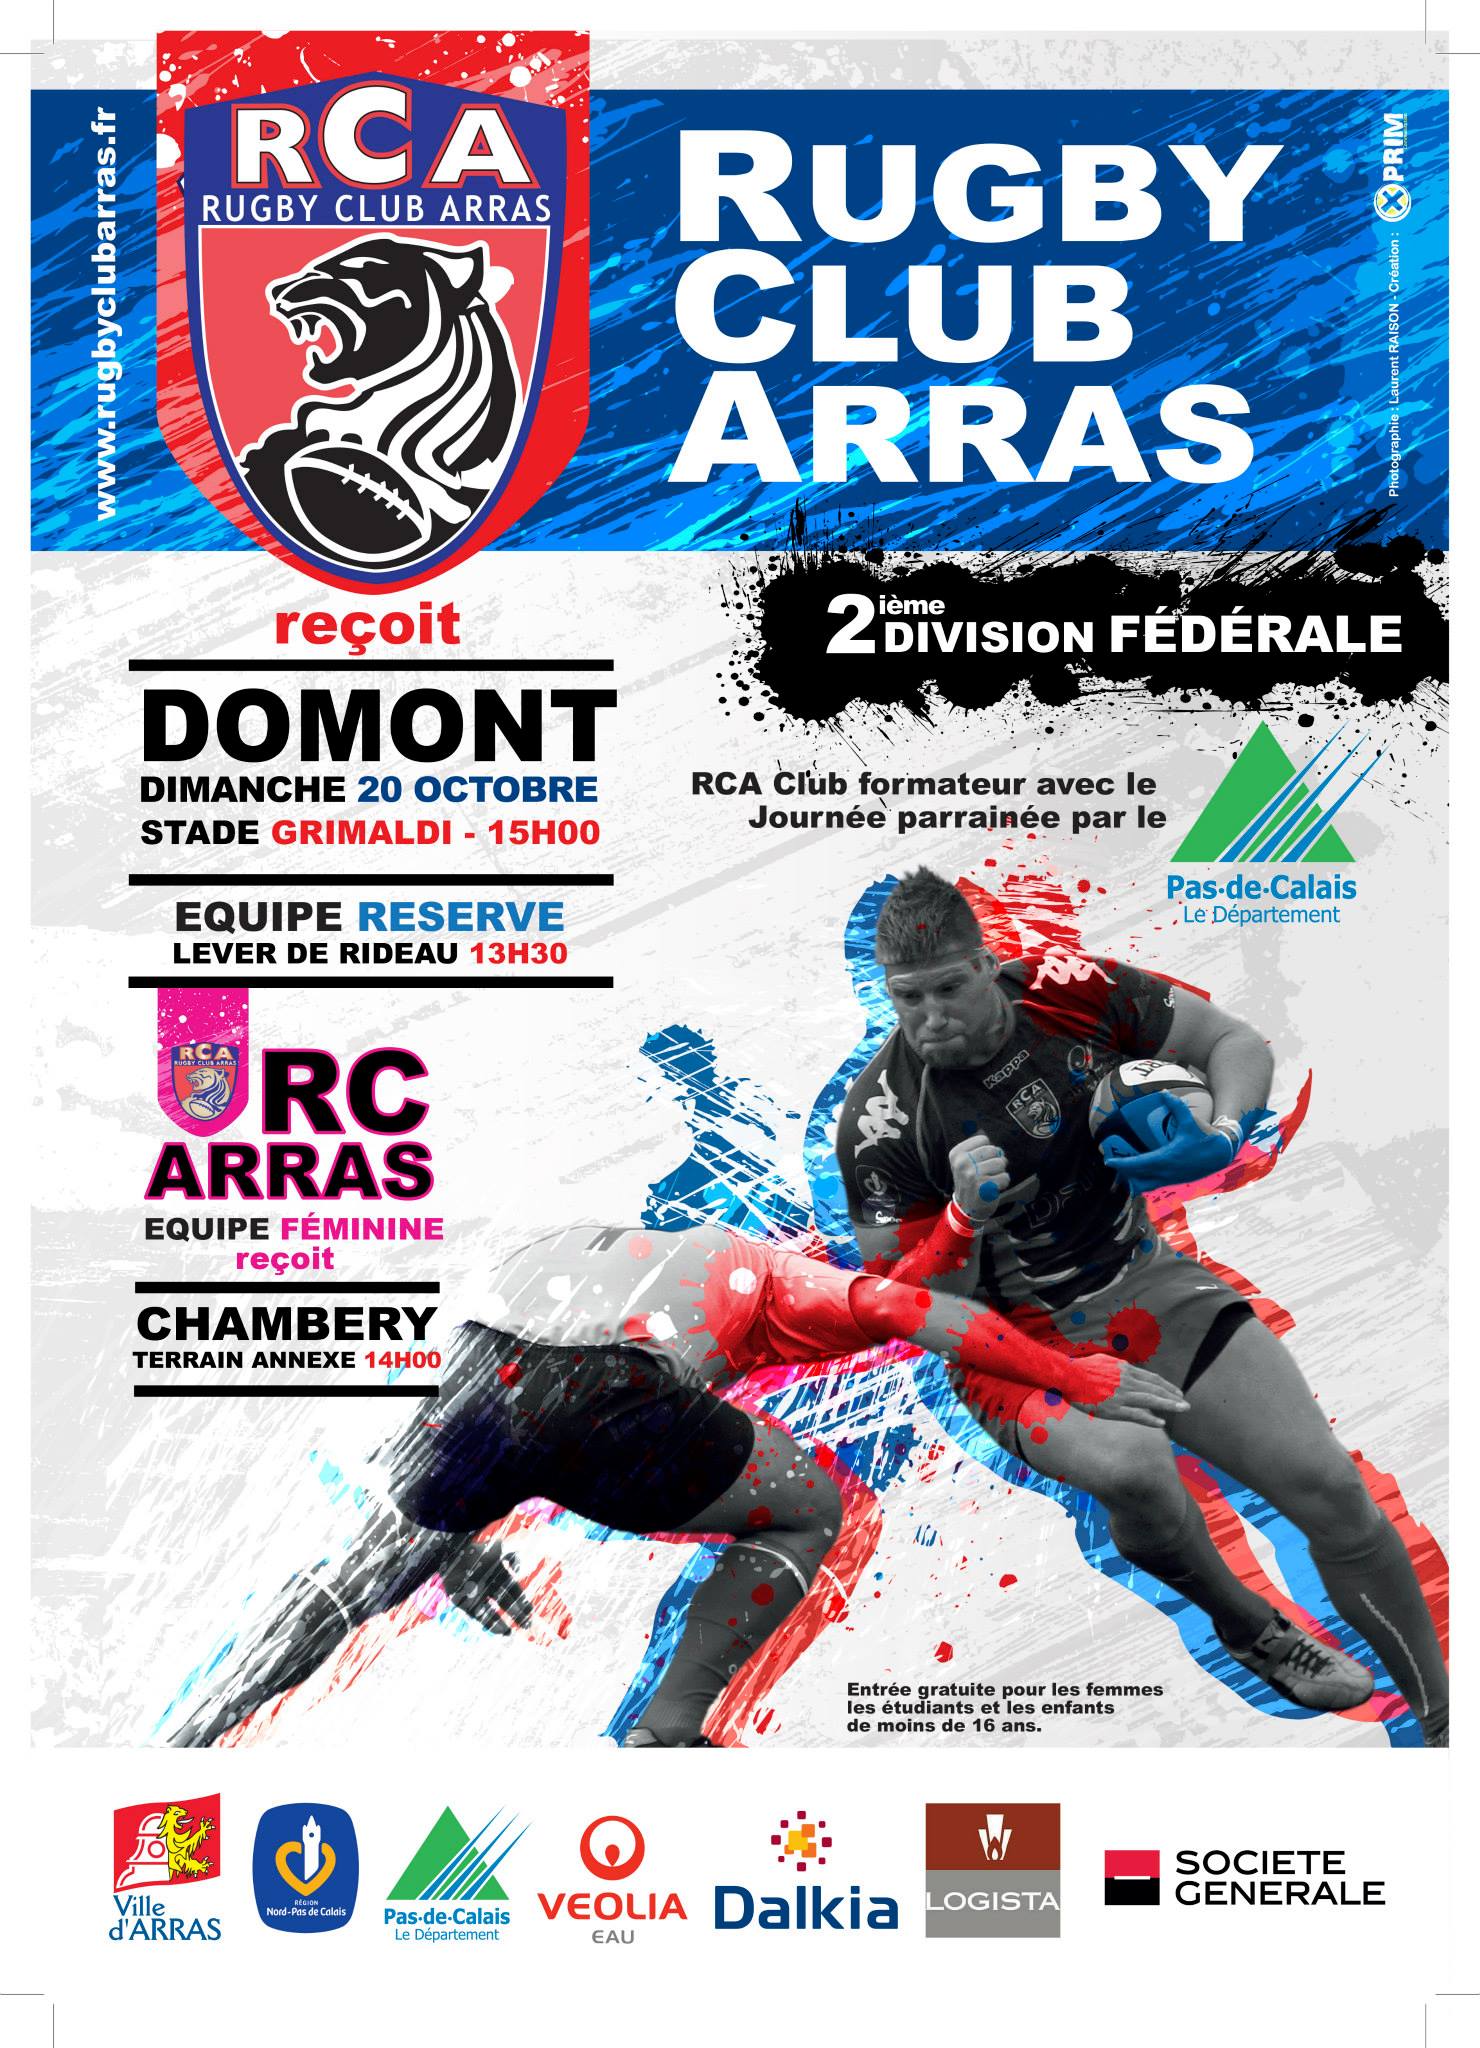 www.rugbyclubarras.fr
RCA
RUGBY CLUB ARRAS
RUGBY
CLUB
ARRAS
Photographie : Laurent RAISON - Création :
XPRIM
2ième DIVISION FÉDÉRALE
reçoit
DOMONT
DIMANCHE 20 OCTOBRE
STADE GRIMALDI - 15H00
EQUIPE RESERVE
LEVER DE RIDEAU 13H30
RCA Club formateur avec le
Journée parrainée par le
Pas-de-Calais
Le Département
RCA
RUGBY CLUB ARRAS
RC
ARRAS
EQUIPE FÉMININE
reçoit
CHAMBERY
TERRAIN ANNEXE 14H00
Kappa
RCA
Entrée gratuite pour les femmes
les étudiants et les enfants
de moins de 16 ans.
Ville
d'ARRAS
RÉGION
Nord-Pas de Calais
Pas-de-Calais
Le Département
VEOLIA
EAU
Dalkia
LOGISTA
SOCIETE
GENERALE